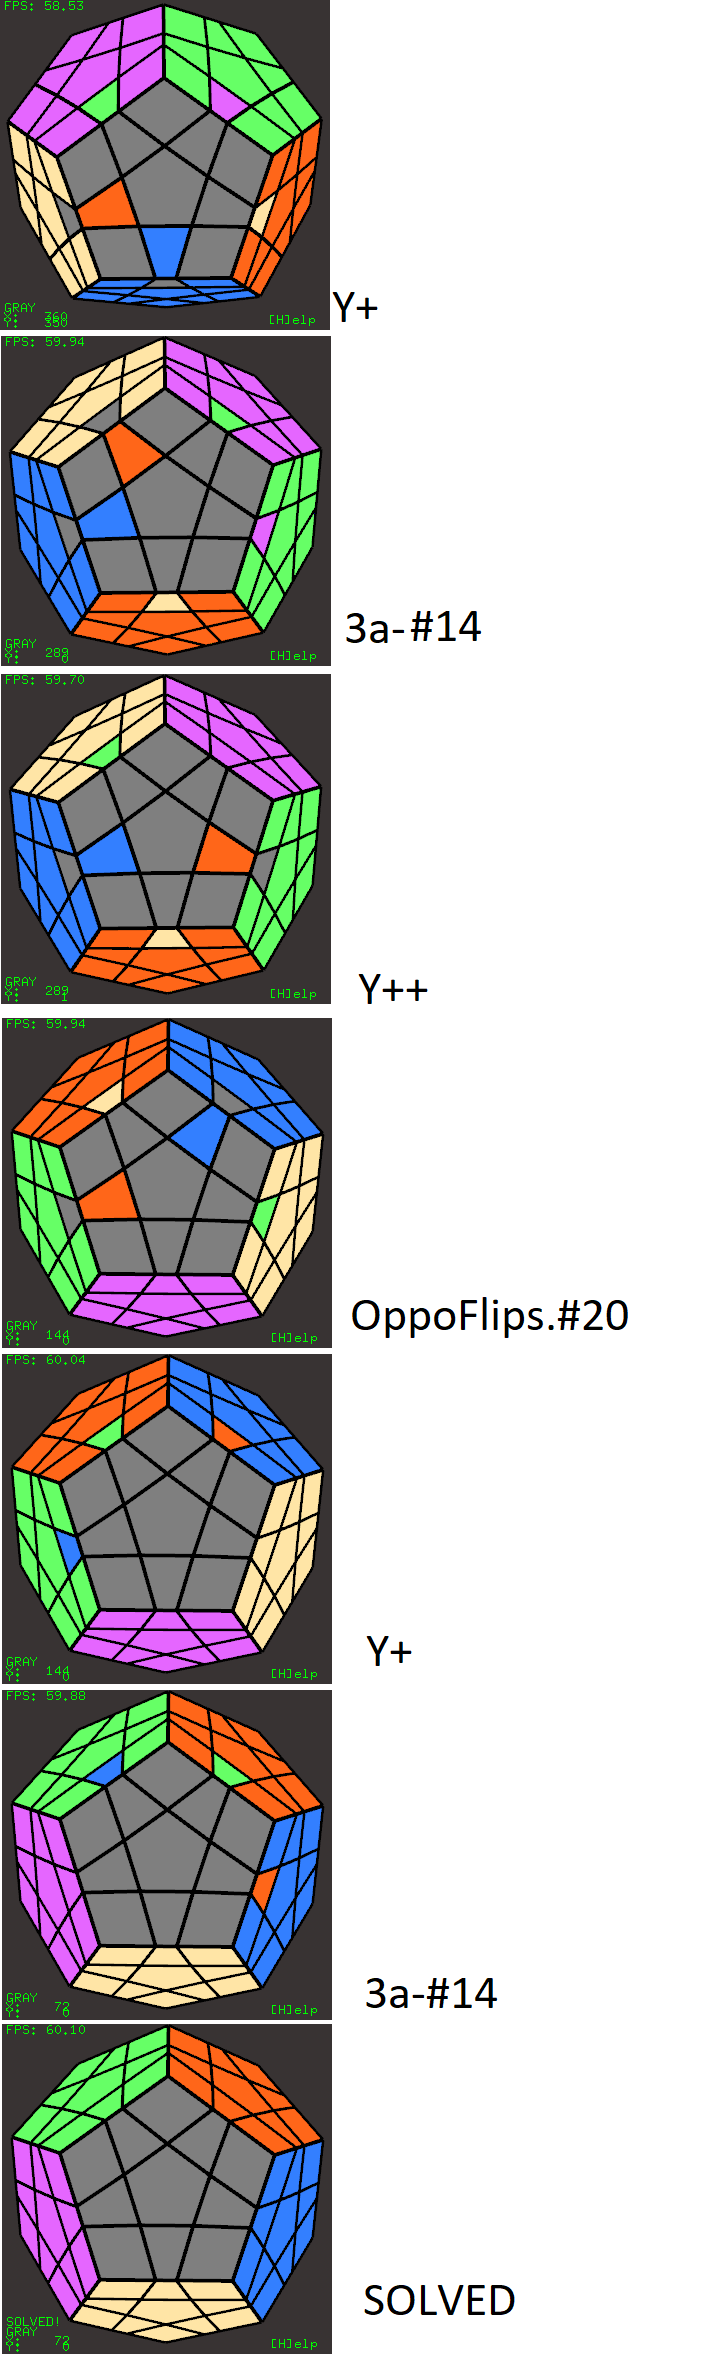 FPS: 58.53
GRAY
X: 360
Y: 350
[H]elp
Y+
FPS: 59.94
GRAY
X: 289
Y: 0
[H]elp
3a-#14
FPS: 59.70
GRAY
X: 289
Y: 1
[H]elp
Y++
FPS: 59.94
GRAY
X: 144
Y: 0
[H]elp
OppoFlips.#20
FPS: 60.04
GRAY
X: 144
Y: 0
[H]elp
Y+
FPS: 59.88
GRAY
X: 72
Y: 0
[H]elp
3a-#14
FPS: 60.10
SOLVED!
GRAY
X: 72
Y: 0
[H]elp
SOLVED